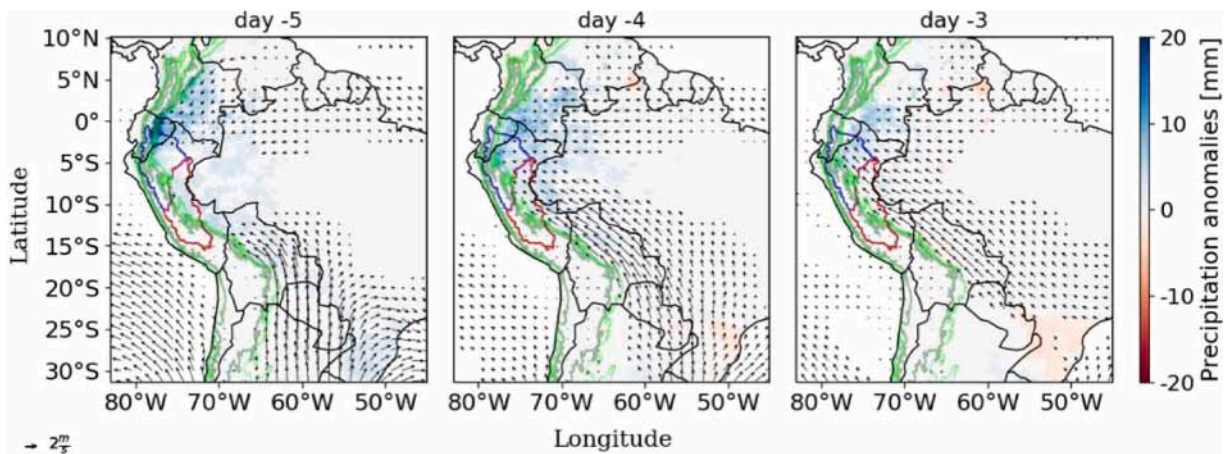 day -5 day -4 day -3
10°N
5°N
0°
5°S
10°S
15°S
20°S
25°S
30°S
Latitude
80°W 70°W 60°W 50°W 80°W 70°W 60°W 50°W 80°W 70°W 60°W 50°W
Longitude
2 m/s
20
10
0
-10
-20
Precipitation anomalies [mm]